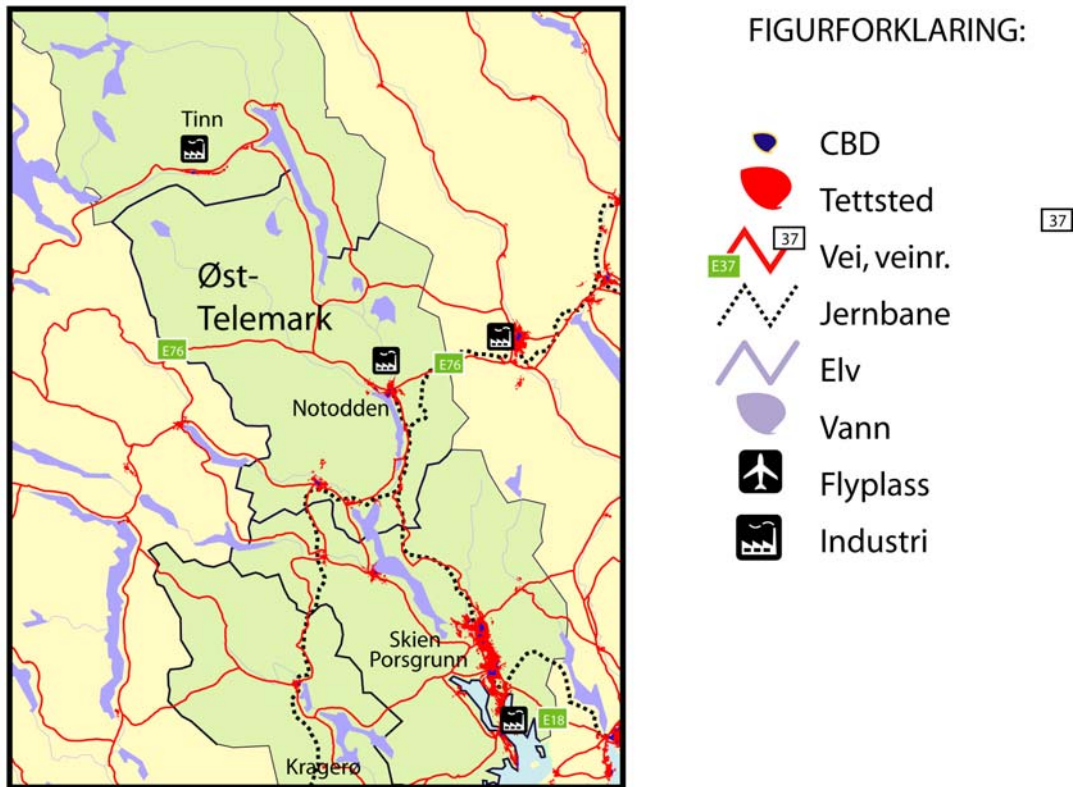 Tinn
Øst-
Telemark
E76
E76
Notodden
Skien
Porsgrunn
E18
Kragerø
FIGURFORKLARING:
CBD
Tettsted
37
37
E37
Vei, veinr.
Jernbane
Elv
Vann
Flyplass
Industri